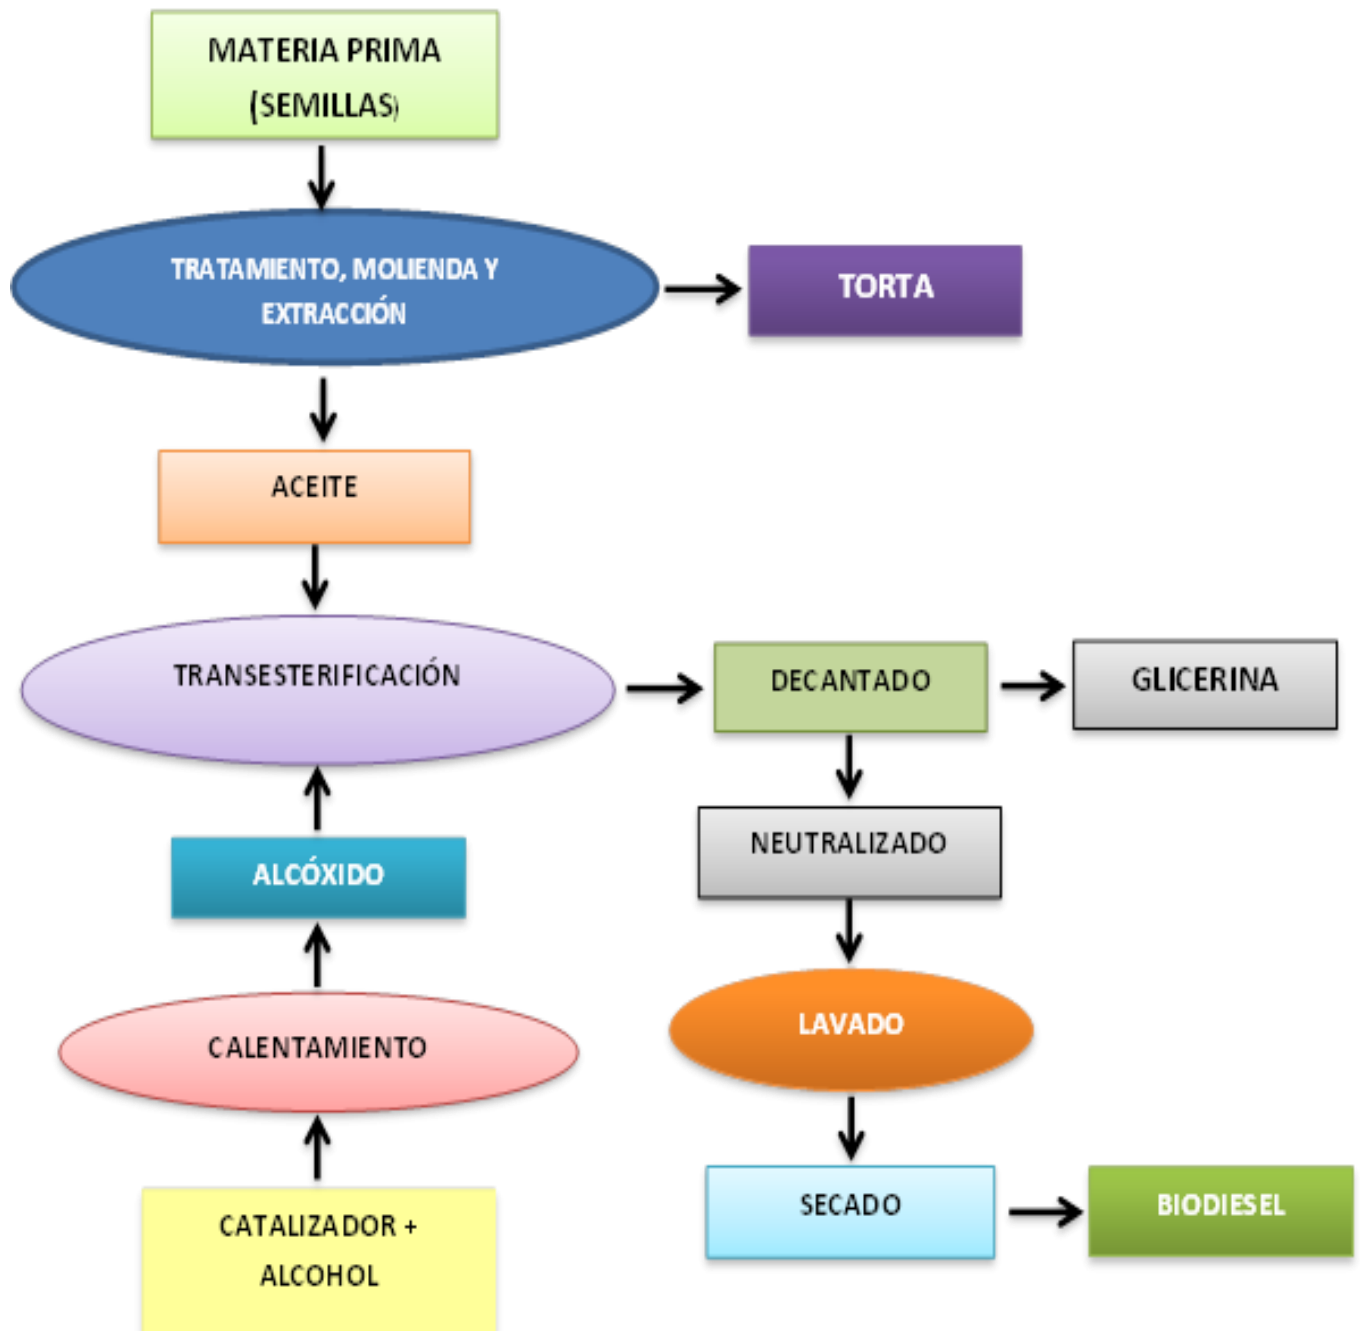 MATERIA PRIMA
(SEMILLAS)
TRATAMIENTO, MOLIENDA Y
EXTRACCIÓN
TORTA
ACEITE
TRANSESTERIFICACIÓN
DECANTADO
GLICERINA
NEUTRALIZADO
ALCÓXIDO
LAVADO
CALENTAMIENTO
SECADO
BIODIESEL
CATALIZADOR +
ALCOHOL